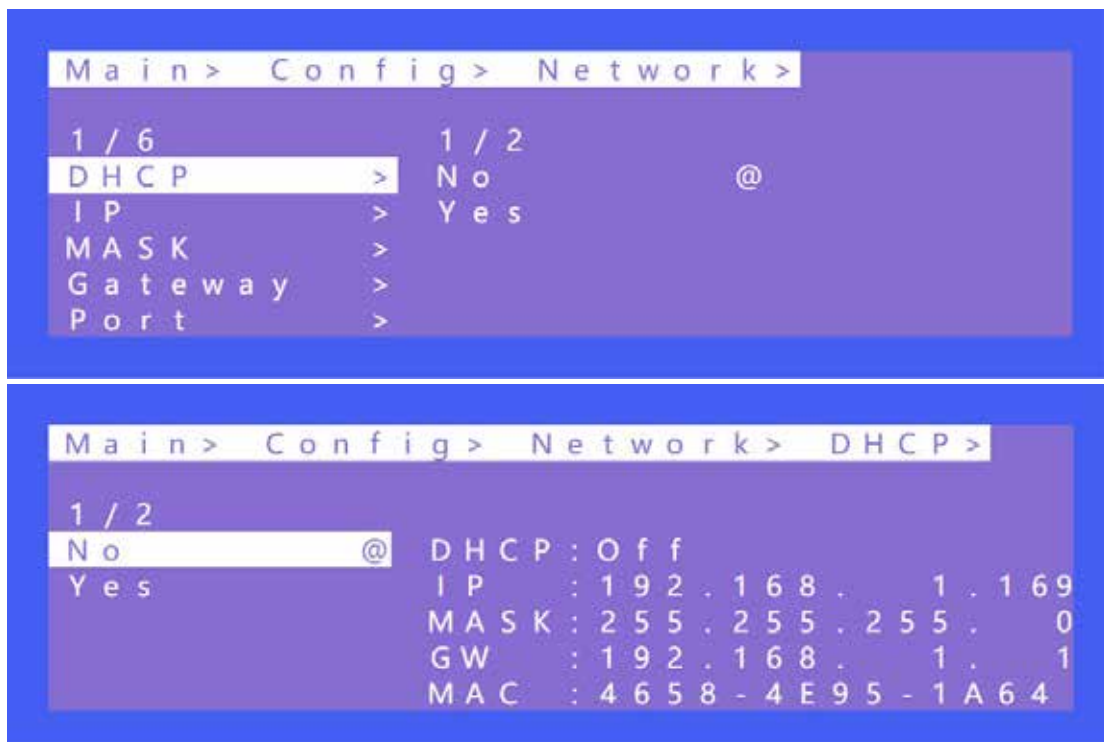 Main> Config> Network>
1/6 1/2
DHCP > No @
IP > Yes
MASK >
Gateway >
Port >
Main> Config> Network> DHCP>
1/2
No @ DHCP:Off
Yes IP :192.168. 1.169
MASK:255.255.255. 0
GW :192.168. 1. 1
MAC :4658-4E95-1A64